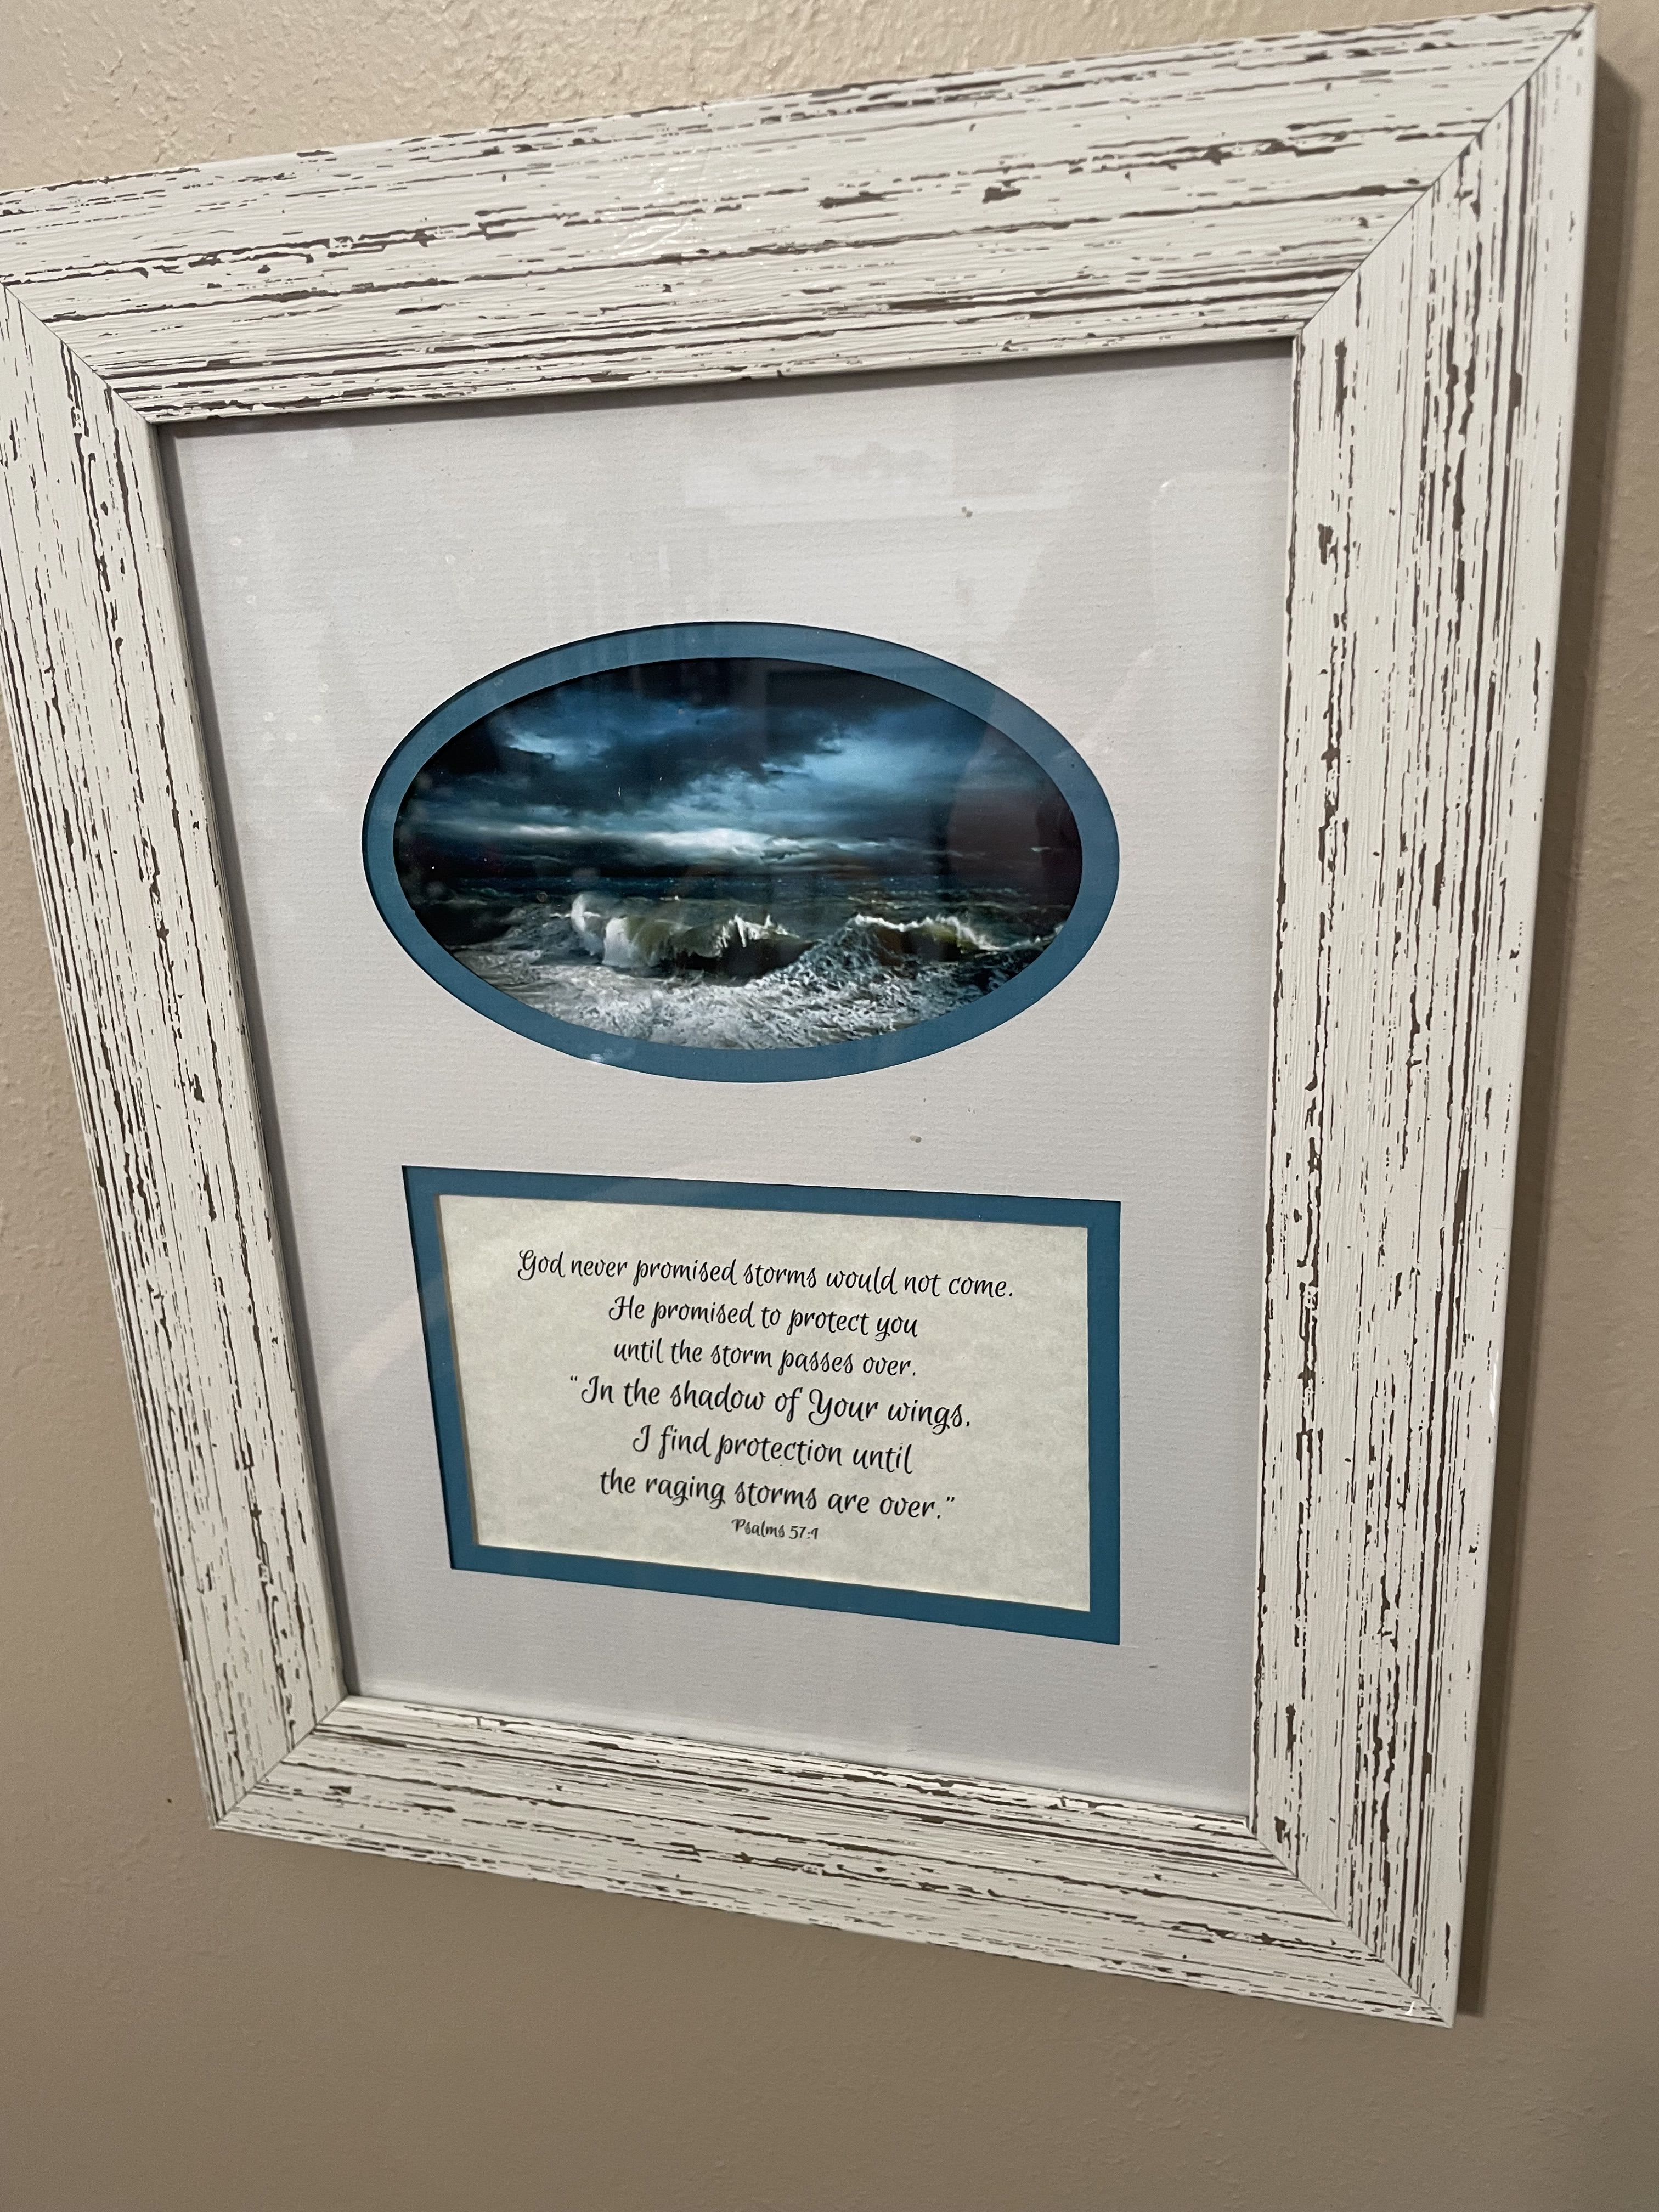 God never promised storms would not come.
He promised to protect you
until the storm passes over.
"In the shadow of Your wings,
I find protection until
the raging storms are over."
Psalms 57:1